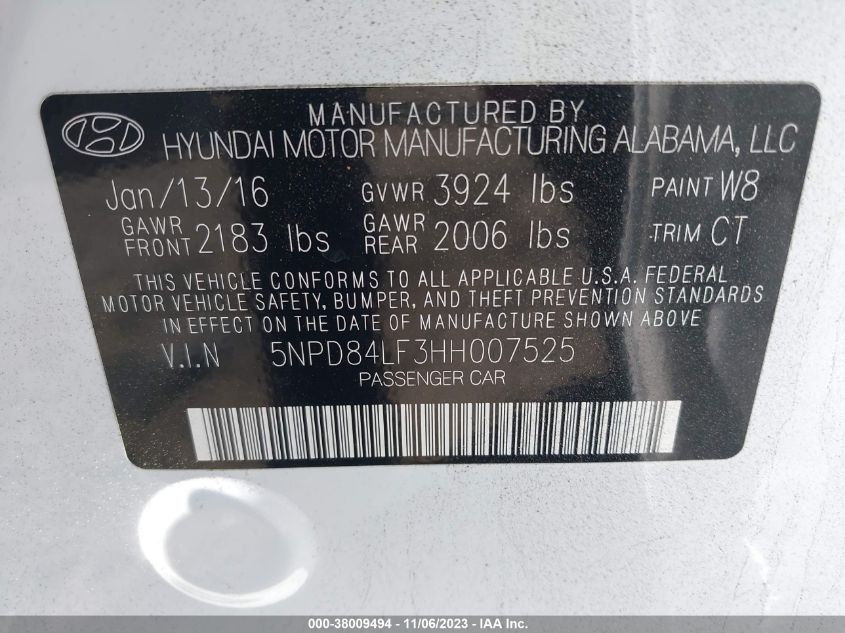 MANUFACTURED BY
HYUNDAI MOTOR MANUFACTURING ALABAMA, LLC
Jan/13/16 GVWR 3924 lbs PAINT W8
GAWR FRONT 2183 lbs GAWR REAR 2006 lbs TRIM CT
THIS VEHICLE CONFORMS TO ALL APPLICABLE U.S.A. FEDERAL
MOTOR VEHICLE SAFETY, BUMPER, AND THEFT PREVENTION STANDARDS
IN EFFECT ON THE DATE OF MANUFACTURE SHOWN ABOVE.
V.I.N 5NPD84LF3HH007525
PASSENGER CAR
000-38009494 - 11/06/2023 - IAA Inc.